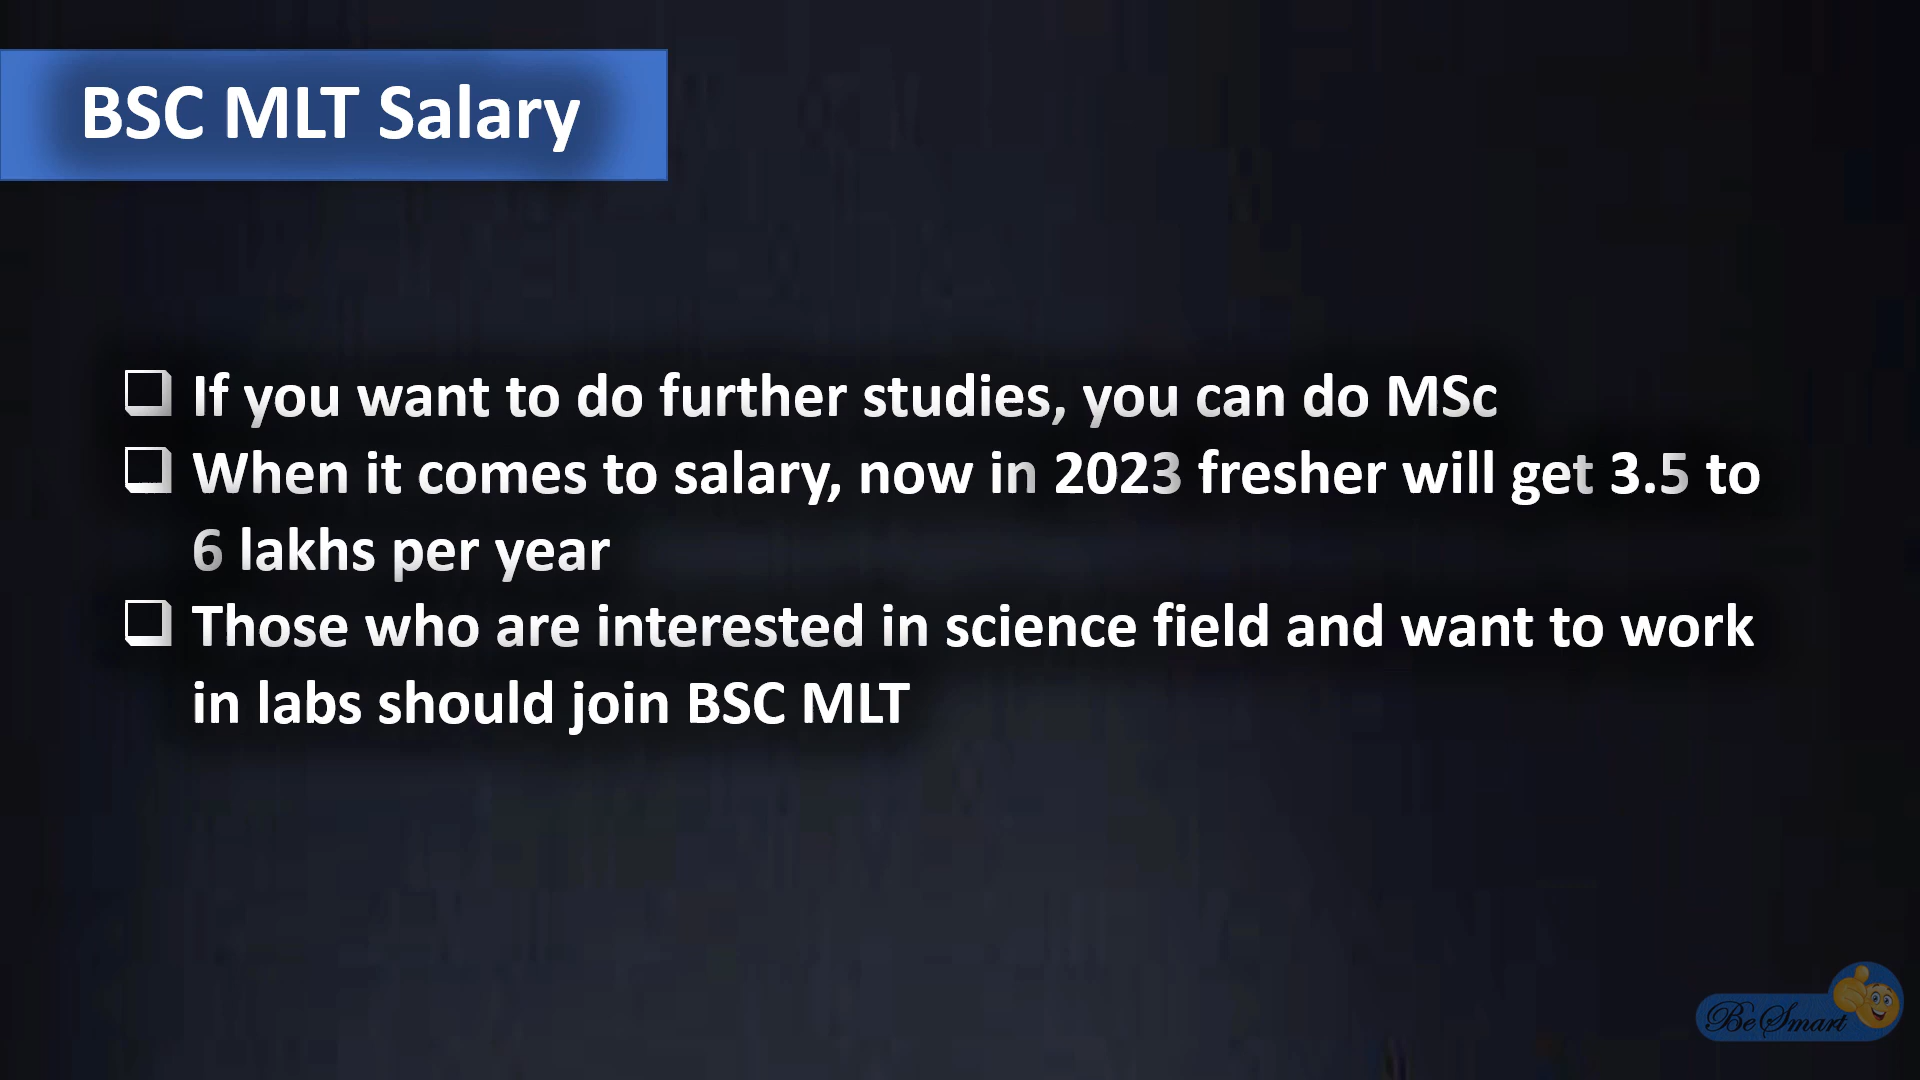 BSC MLT Salary
❑ If you want to do further studies, you can do MSc
❑ When it comes to salary, now in 2023 fresher will get 3.5 to
6 lakhs per year
❑ Those who are interested in science field and want to work
in labs should join BSC MLT
Be Smart